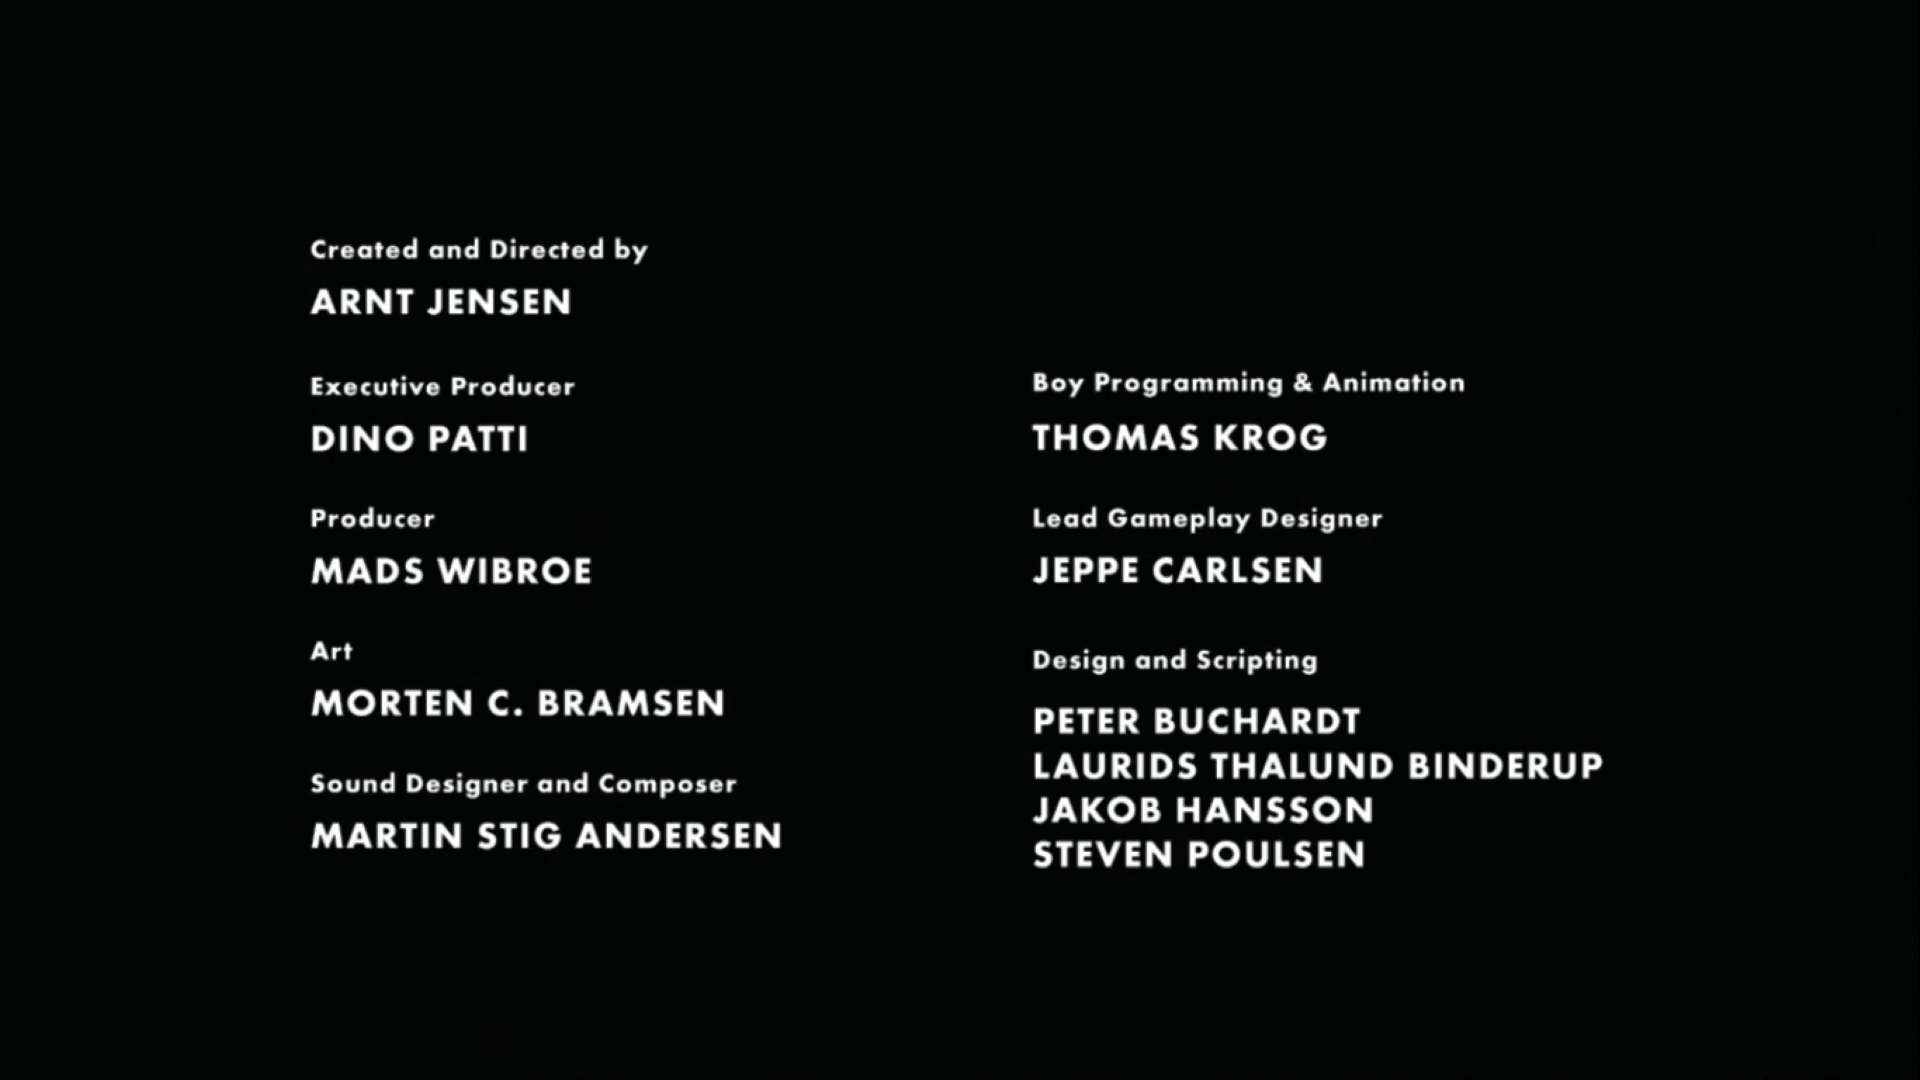 Created and Directed by
ARNT JENSEN
Executive Producer
DINO PATTI
Producer
MADS WIBROE
Art
MORTEN C. BRAMSEN
Sound Designer and Composer
MARTIN STIG ANDERSEN
Boy Programming & Animation
THOMAS KROG
Lead Gameplay Designer
JEPPE CARLSEN
Design and Scripting
PETER BUCHARDT
LAURIDS THALUND BINDERUP
JAKOB HANSSON
STEVEN POULSEN